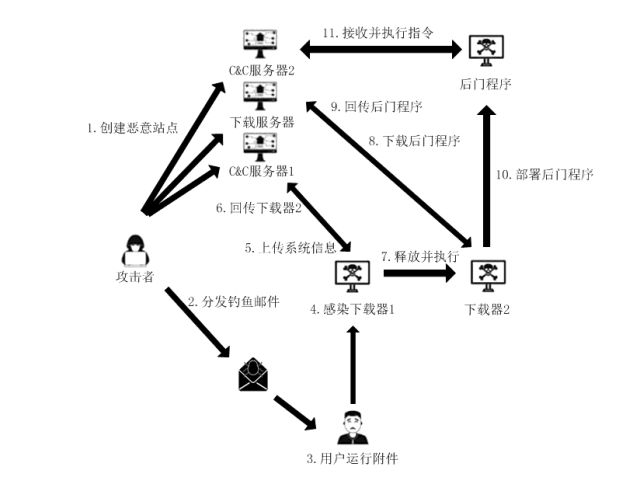 11.接收并执行指令
C&C服务器2
后门程序
9.回传后门程序
1.创建恶意站点
下载服务器
8.下载后门程序
C&C服务器1
10.部署后门程序
6.回传下载器2
5.上传系统信息
7.释放并执行
攻击者
2.分发钓鱼邮件
4.感染下载器1
下载器2
3.用户运行附件